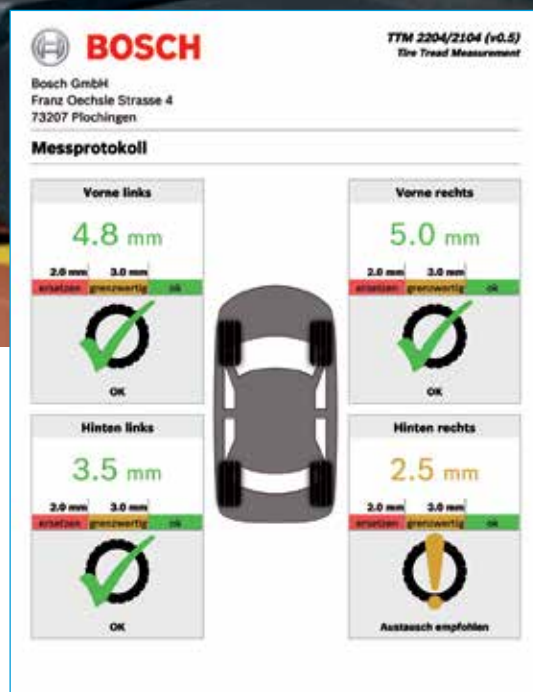 BOSCH
TTM 2204/2104 (v0.5)
Tire Tread Measurement
Bosch GmbH
Franz Oechsle Strasse 4
73207 Plochingen
Messprotokoll
Vorne links
4.8 mm
2.0 mm 3.0 mm
ersetzen grenzwertig ok
OK
Vorne rechts
5.0 mm
2.0 mm 3.0 mm
ersetzen grenzwertig ok
OK
Hinten links
3.5 mm
2.0 mm 3.0 mm
ersetzen grenzwertig ok
OK
Hinten rechts
2.5 mm
2.0 mm 3.0 mm
ersetzen grenzwertig ok
Austausch empfohlen